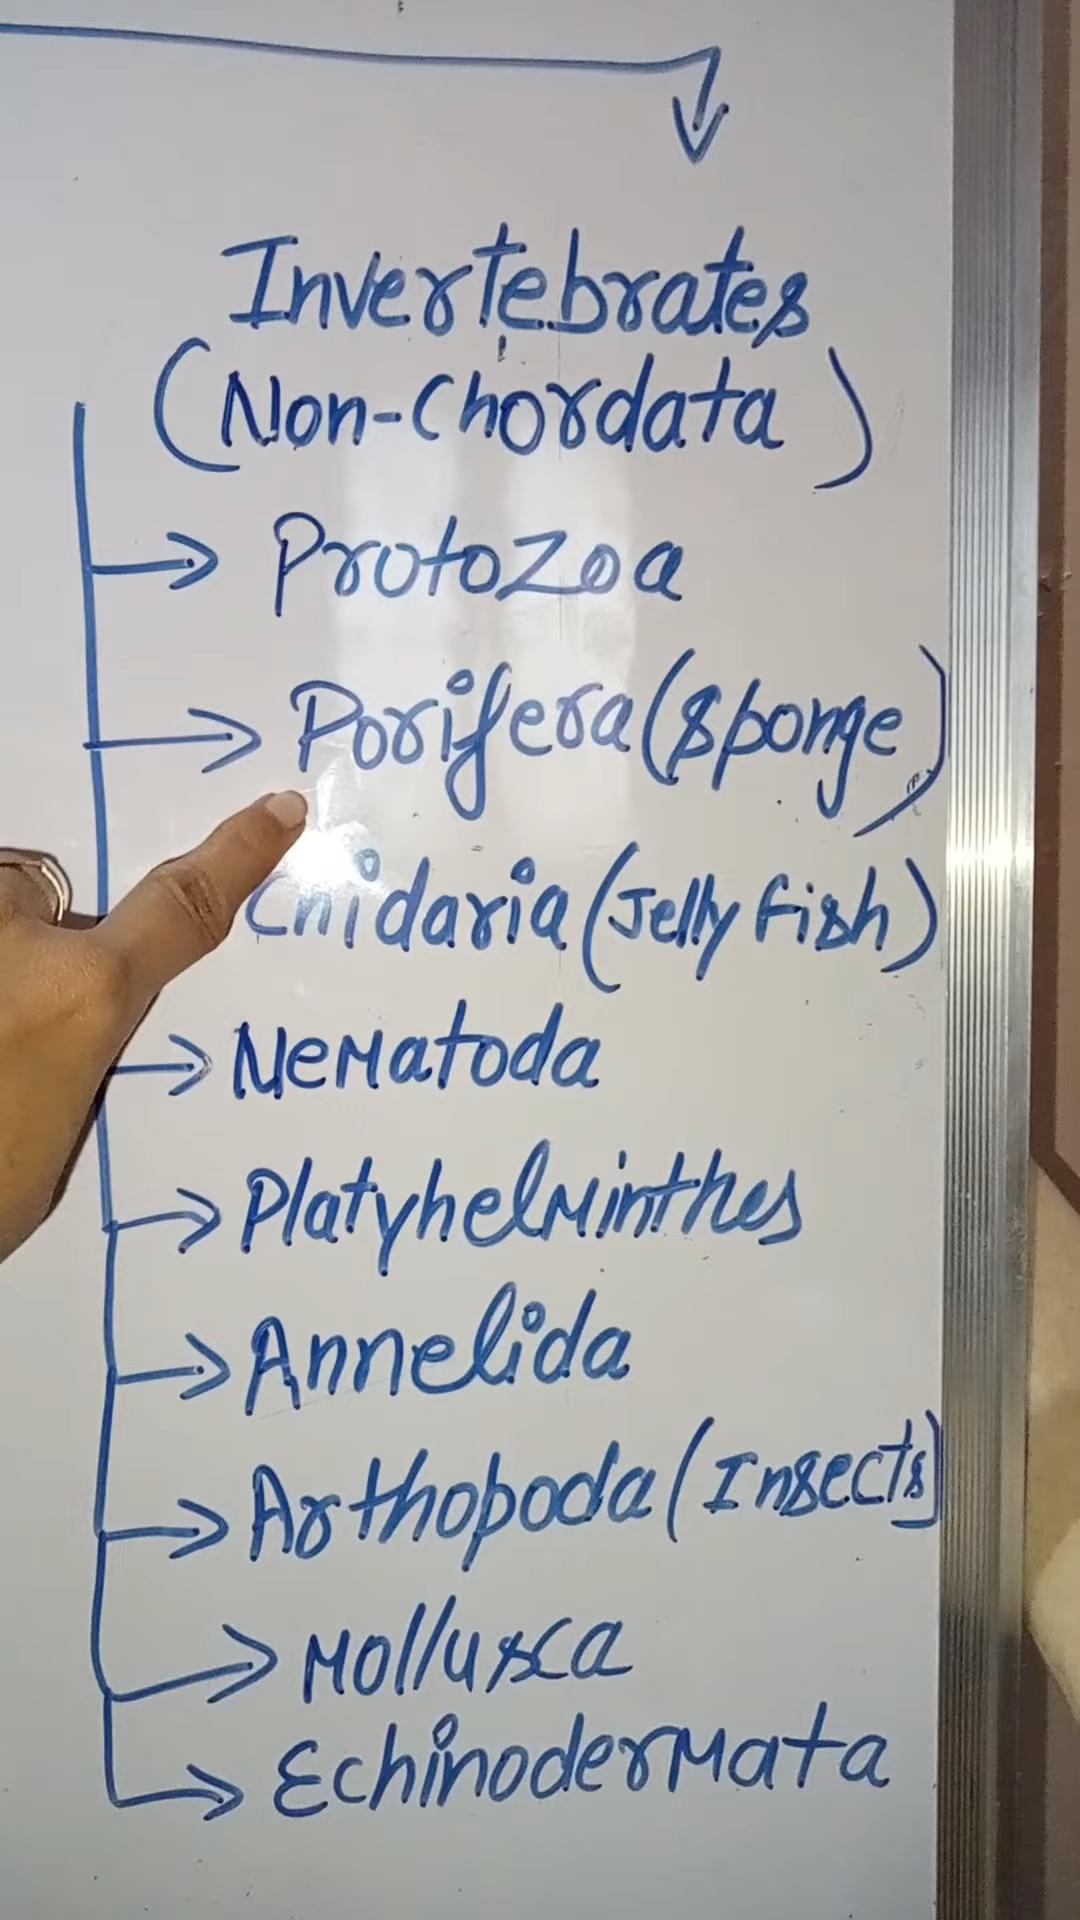 Invertebrates
(Non-Chordata)
Protozoa
Porifera (Sponge)
Cnidaria (Jelly fish)
Nematoda
Platyhelminthes
Annelida
Arthopoda (Insects)
Mollusca
Echinodermata